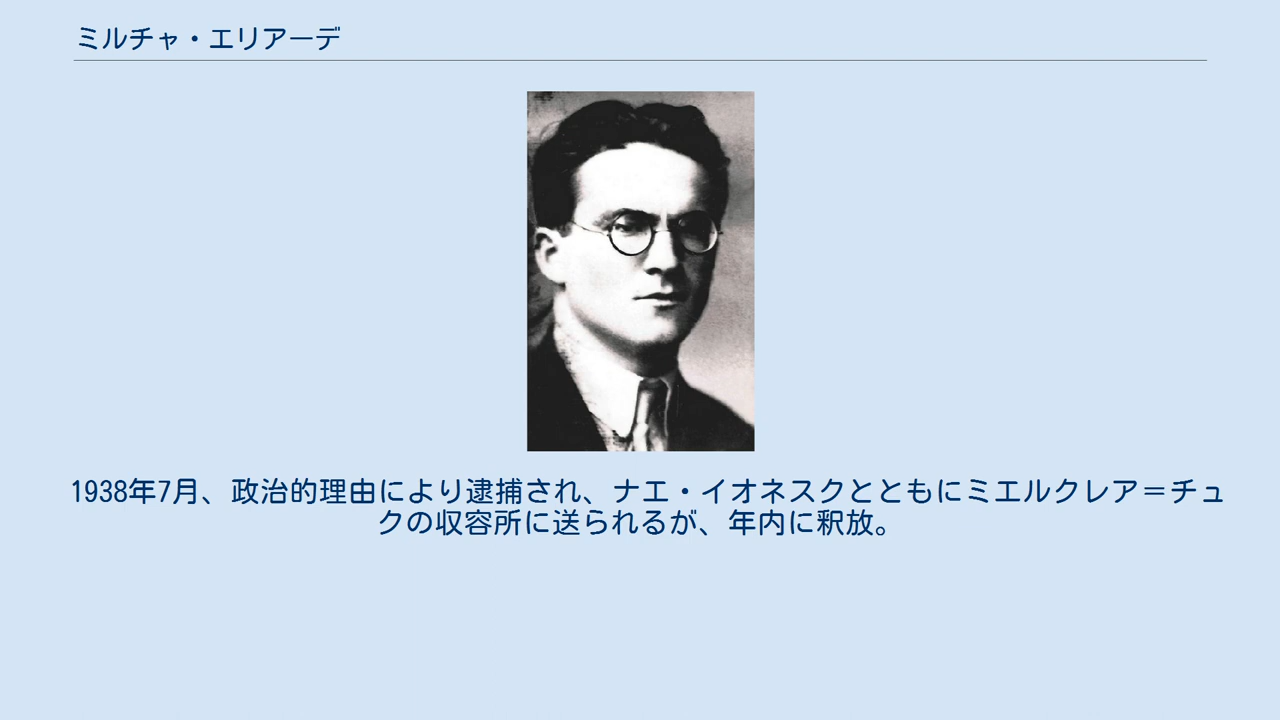 ミルチャ・エリアーデ
1938年7月、政治的理由により逮捕され、ナエ・イオネスクとともにミエルクレア＝チュ
クの収容所に送られるが、年内に釈放。